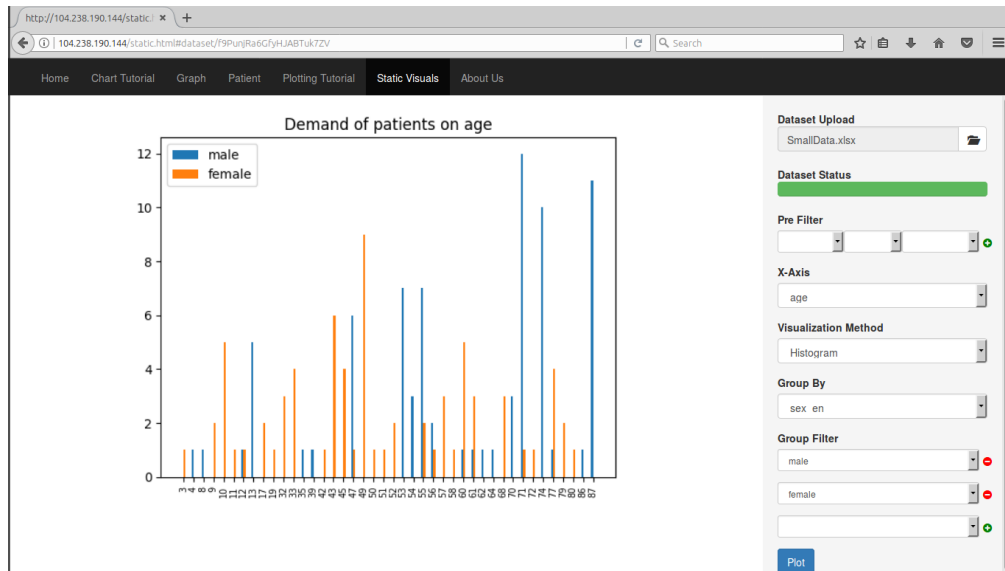 http://104.238.190.144/static.l
104.238.190.144/static.html#dataset/f9PunJRa6GfyHJABTuk7ZV
Search
Home Chart Tutorial Graph Patient Plotting Tutorial Static Visuals About Us
Demand of patients on age
male
female
12
10
8
6
4
2
0
3 4 8 9 10 11 12 13 17 19 32 33 35 39 42 43 45 47 49 50 51 52 53 54 55 56 57 58 60 61 62 64 68 70 71 72 74 77 79 80 86 87
Dataset Upload
SmallData.xlsx
Dataset Status
Pre Filter
X-Axis
age
Visualization Method
Histogram
Group By
sex_en
Group Filter
male
female
Plot